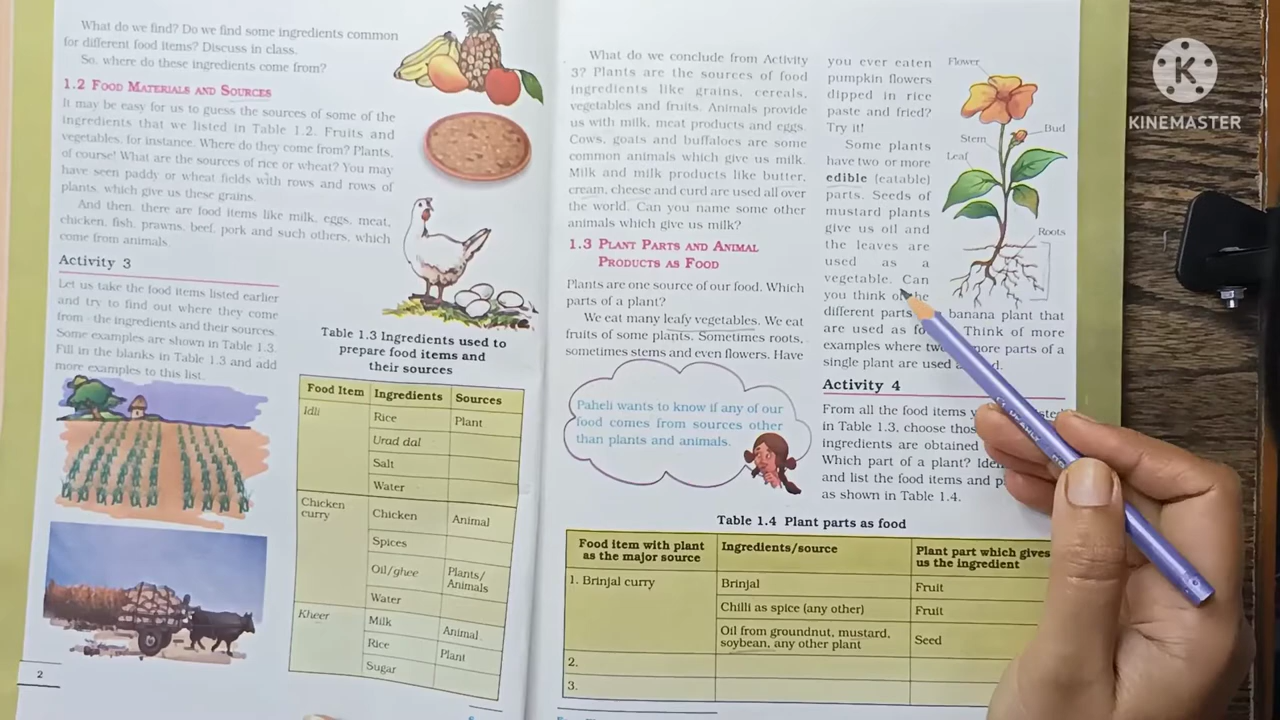 What do we find? Do we find some ingredients common
for different food items? Discuss in class.
So, where do these ingredients come from?
1.2 FOOD MATERIALS AND SOURCES
It may be easy for us to guess the sources of some of the
ingredients that we listed in Table 1.2. Fruits and
vegetables, for instance. Where do they come from? Plants,
of course! What are the sources of rice or wheat? You may
have seen paddy or wheat fields with rows and rows of
plants, which give us these grains.
And then, there are food items like milk, eggs, meat,
chicken, fish, prawns, beef, pork and such others, which
come from animals.
Activity 3
Let us take the food items listed earlier
and try to find out where they come
from - the ingredients and their sources.
Some examples are shown in Table 1.3.
Fill in the blanks in Table 1.3 and add
more examples to this list.
Table 1.3 Ingredients used to
prepare food items and
their sources
Food Item Ingredients Sources
Idli Rice Plant
Urad dal
Salt
Water
Chicken curry Chicken Animal
Spices
Oil/ghee Plants/
Animals
Water
Kheer Milk Animal
Rice Plant
Sugar
2
What do we conclude from Activity
3? Plants are the sources of food
ingredients like grains, cereals,
vegetables and fruits. Animals provide
us with milk, meat products and eggs.
Cows, goats and buffaloes are some
common animals which give us milk.
Milk and milk products like butter,
cream, cheese and curd are used all over
the world. Can you name some other
animals which give us milk?
1.3 PLANT PARTS AND ANIMAL
PRODUCTS AS FOOD
Plants are one source of our food. Which
parts of a plant?
We eat many leafy vegetables. We eat
fruits of some plants. Sometimes roots,
sometimes stems and even flowers. Have
Paheli wants to know if any of our
food comes from sources other
than plants and animals.
you ever eaten
pumpkin flowers
dipped in rice
paste and fried?
Try it!
Some plants
have two or more
edible (eatable)
parts. Seeds of
mustard plants
give us oil and
the leaves are
used as a
vegetable. Can
you think
different parts banana plant that
are used as Think of more
examples where more parts of a
single plant are used
Flower
Stem
Bud
Leaf
Roots
Activity 4
From all the food items
in Table 1.3, choose
ingredients are obtained
Which part of a plant?
and list the food items and
as shown in Table 1.4.
Table 1.4 Plant parts as food
Food item with plant Ingredients/source Plant part which gives
as the major source us the ingredient
1. Brinjal curry Brinjal Fruit
Chilli as spice (any other) Fruit
Oil from groundnut, mustard, Seed
soybean, any other plant
2.
3.
K
KINEMASTER